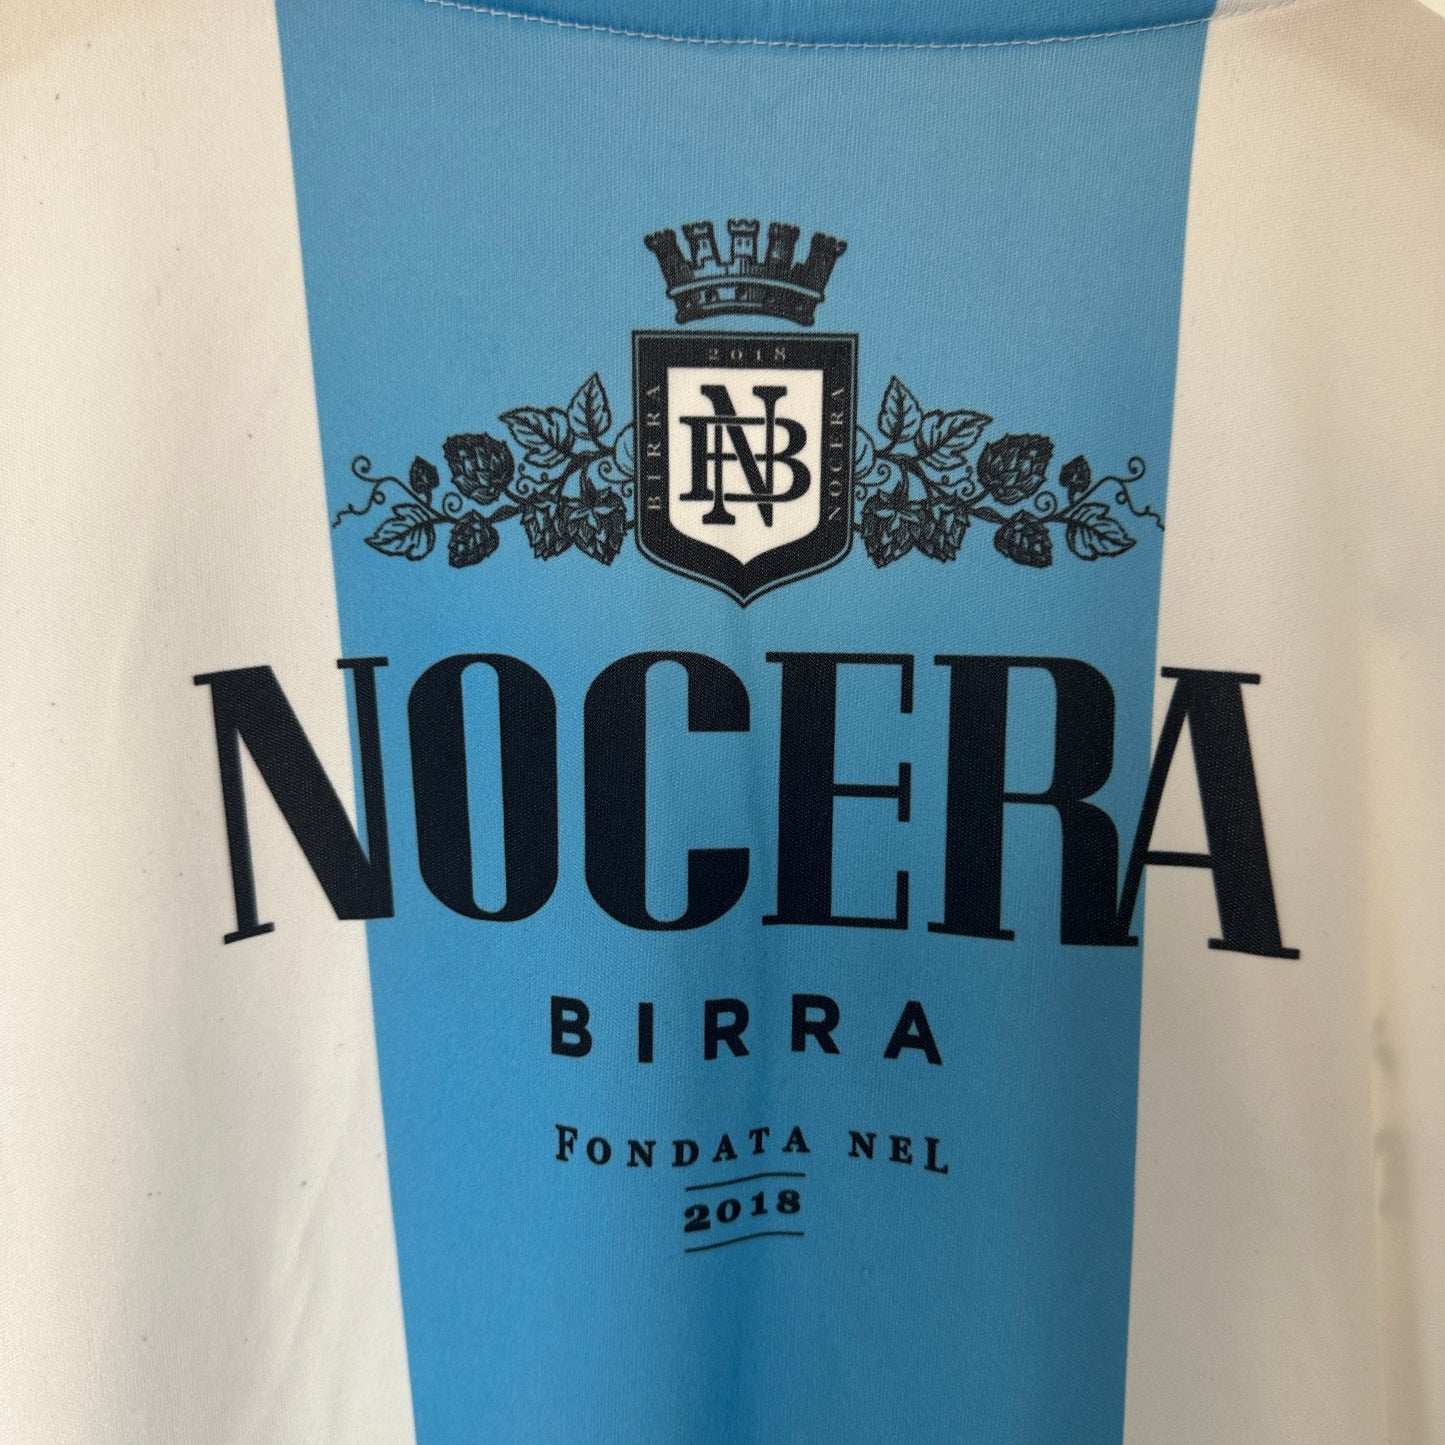 2018
BIRRA
NB
NOCERA
NOCERA
BIRRA
FONDATA NEL
2018